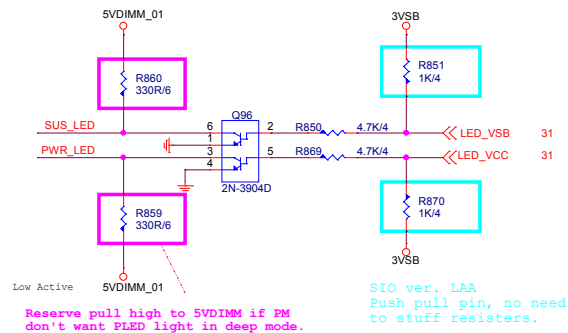 5VDIMM_01
3VSB
R860
330R/6
R851
1K/4
Q96
SUS_LED
6
2
R850
4.7K/4
LED_VSB
31
1
PWR_LED
3
5
R869
4.7K/4
LED_VCC
31
4
2N-3904D
R859
330R/6
R870
1K/4
3VSB
Low Active
5VDIMM_01
SIO ver. LAA
Push pull pin, no need
to stuff resisters.
Reserve pull high to 5VDIMM if PM
don't want PLED light in deep mode.